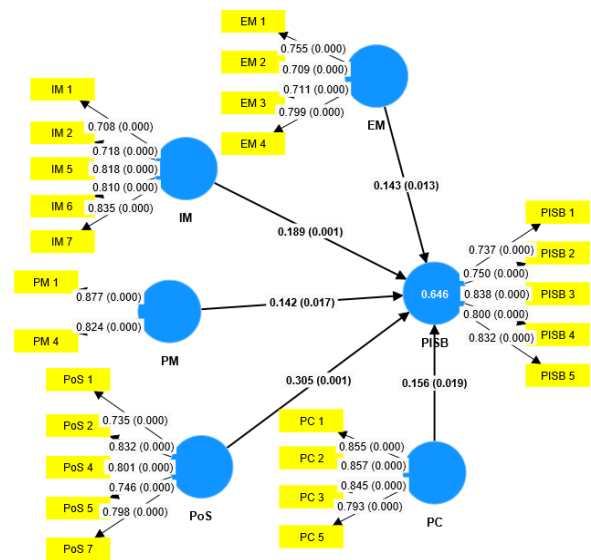 EM 1
0.755 (0.000)
EM 2
0.709 (0.000)
EM 3
0.711 (0.000)
0.799 (0.000)
EM 4
EM
IM 1
0.708 (0.000)
IM 2
0.718 (0.000)
IM 5
0.818 (0.000)
0.810 (0.000)
IM 6
0.835 (0.000)
IM 7
IM
0.143 (0.013)
0.189 (0.001)
PM 1
0.877 (0.000)
0.824 (0.000)
PM 4
PM
0.142 (0.017)
0.646
PISB
PISB 1
0.737 (0.000)
PISB 2
0.750 (0.000)
0.838 (0.000)
PISB 3
0.800 (0.000)
PISB 4
0.832 (0.000)
PISB 5
0.305 (0.001)
0.156 (0.019)
PoS 1
0.735 (0.000)
PoS 2
0.832 (0.000)
PoS 4
0.801 (0.000)
0.746 (0.000)
PoS 5
0.798 (0.000)
PoS 7
PoS
PC 1
0.855 (0.000)
PC 2
0.857 (0.000)
0.845 (0.000)
PC 3
0.793 (0.000)
PC 5
PC